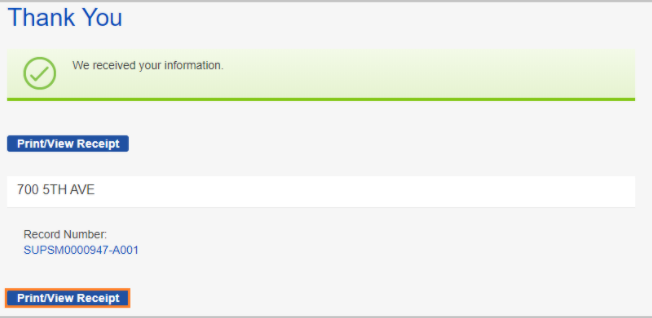 Thank You
We received your information.
Print/View Receipt
700 5TH AVE
Record Number:
SUPSM0000947-A001
Print/View Receipt